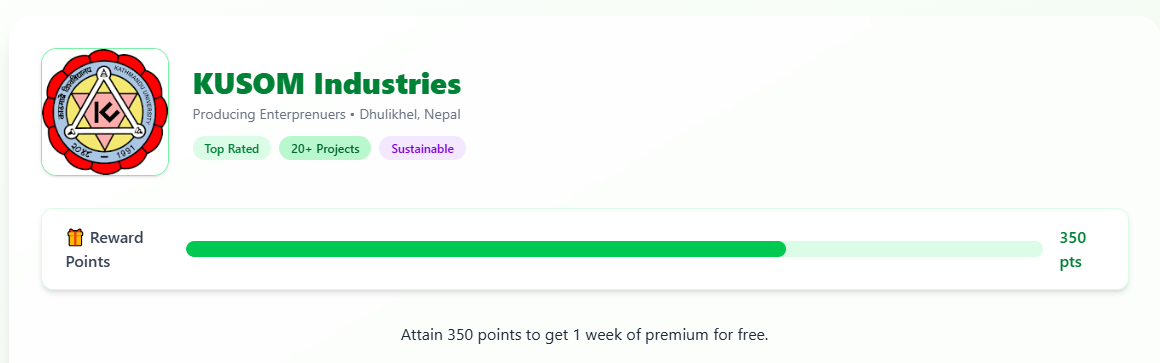 काठमाडौं विश्वविद्यालय
KATHMANDU UNIVERSITY
KU
२०४८ – 1991
KUSOM Industries
Producing Enterprenuers • Dhulikhel, Nepal
Top Rated 20+ Projects Sustainable
🎁 Reward
Points
350
pts
Attain 350 points to get 1 week of premium for free.